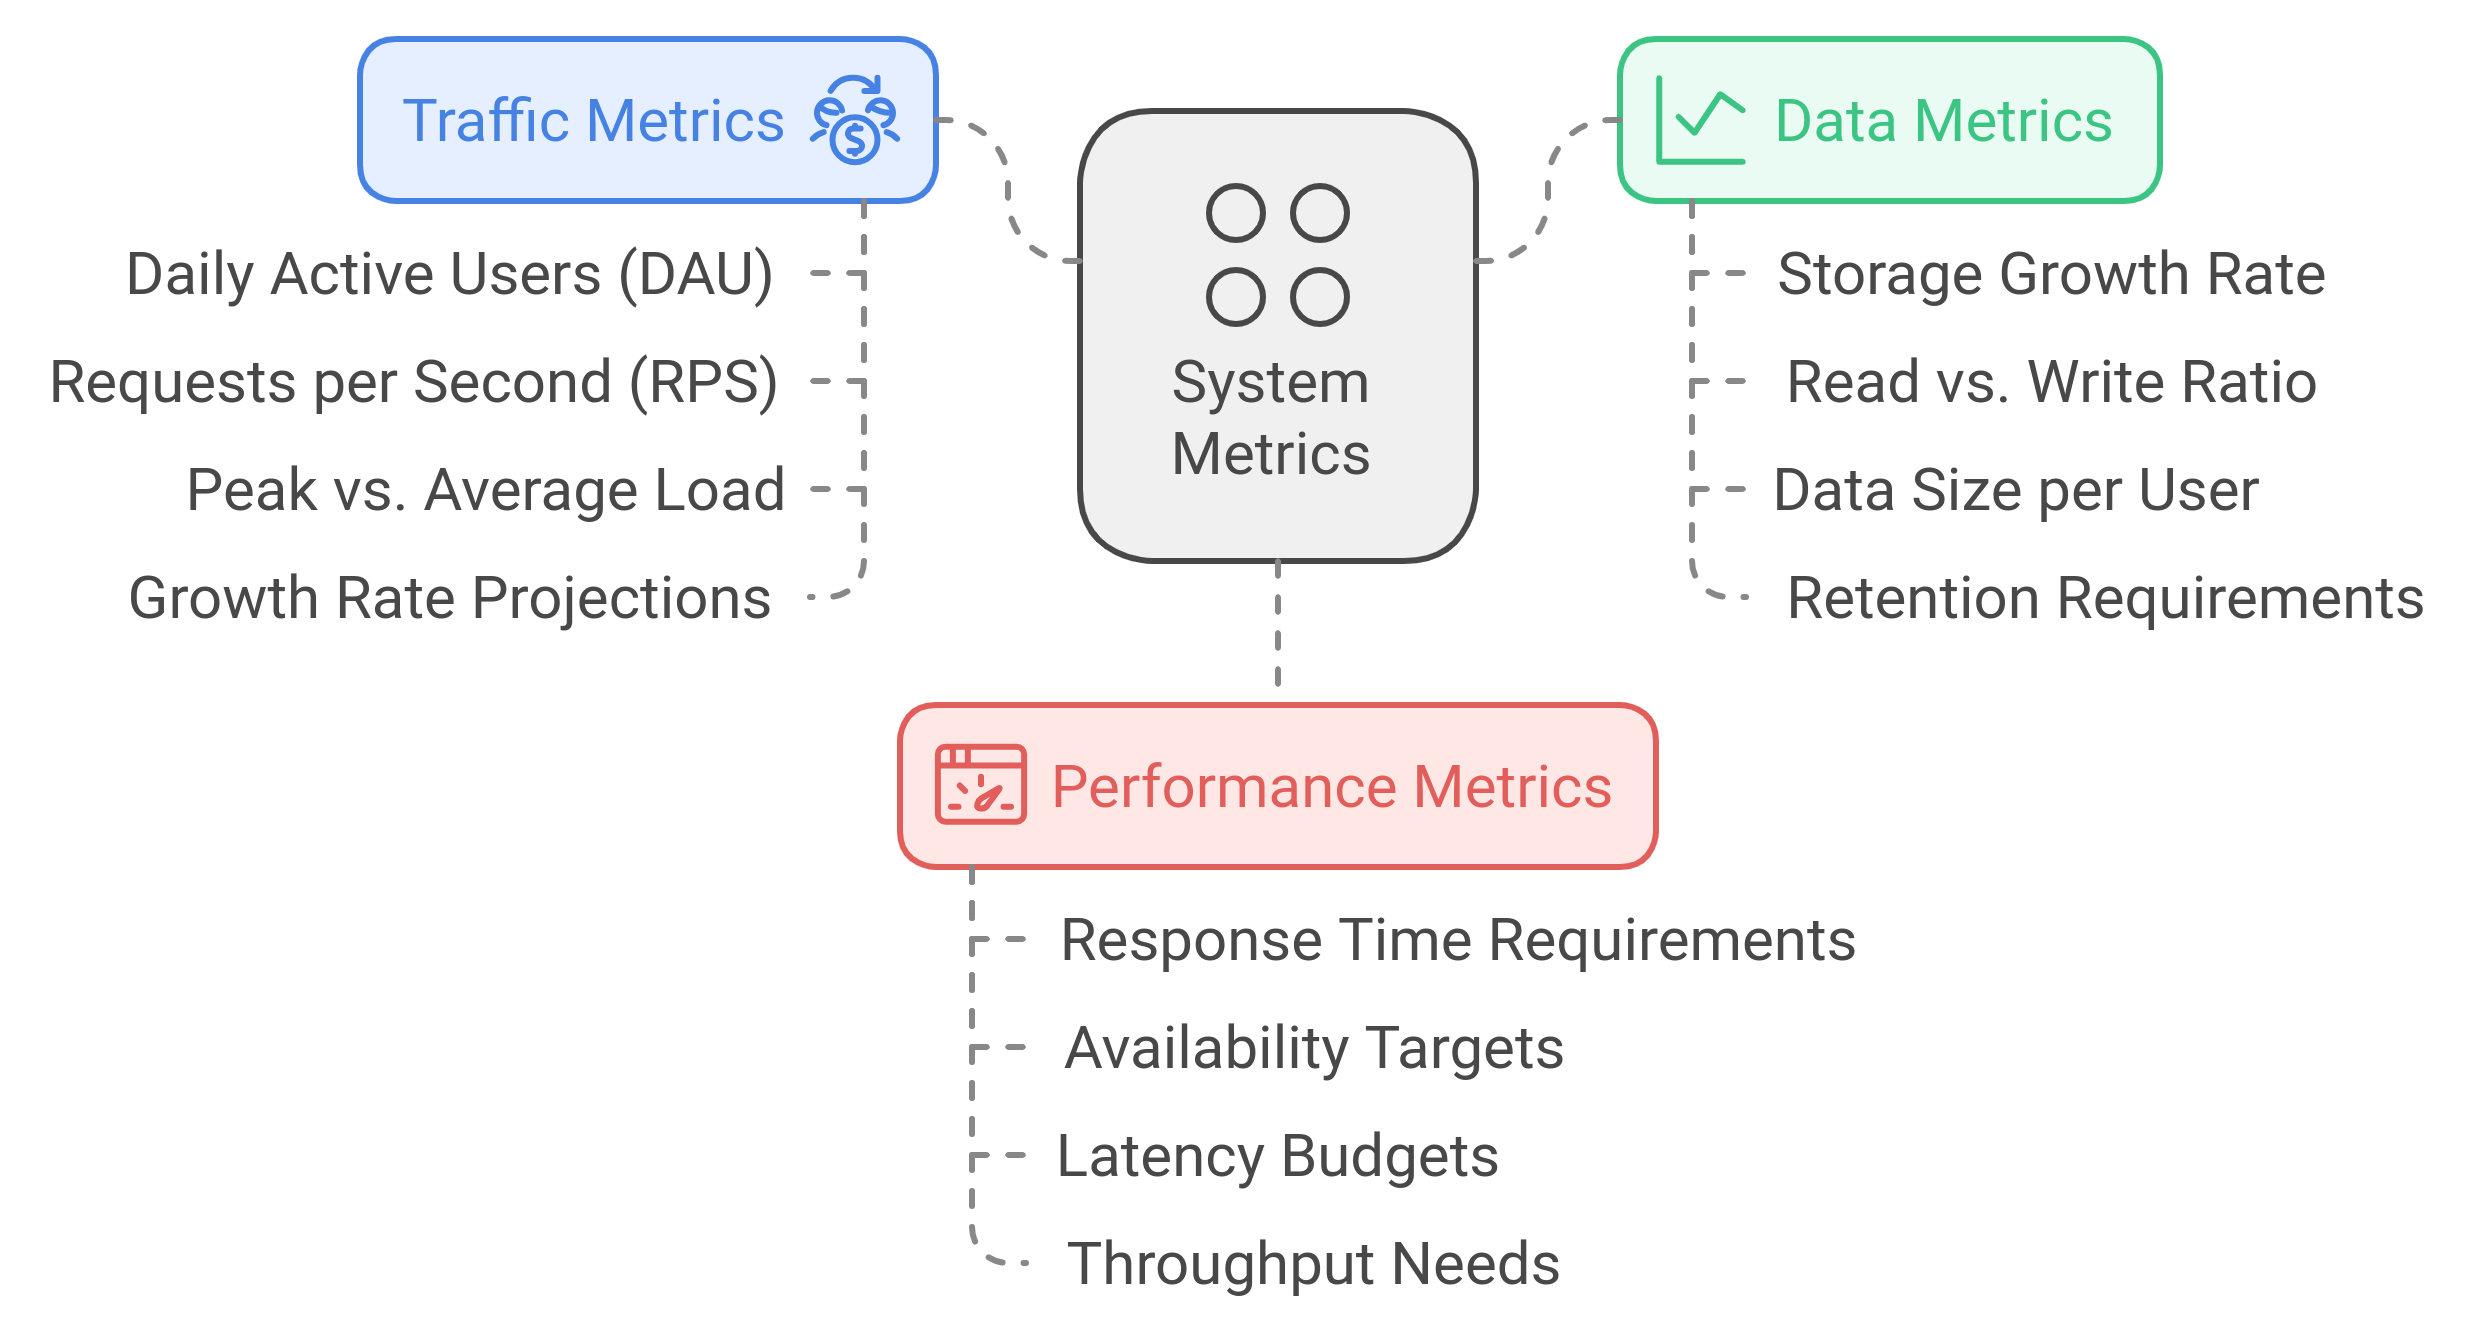 Traffic Metrics
Daily Active Users (DAU)
Requests per Second (RPS)
Peak vs. Average Load
Growth Rate Projections
System
Metrics
Data Metrics
Storage Growth Rate
Read vs. Write Ratio
Data Size per User
Retention Requirements
Performance Metrics
Response Time Requirements
Availability Targets
Latency Budgets
Throughput Needs